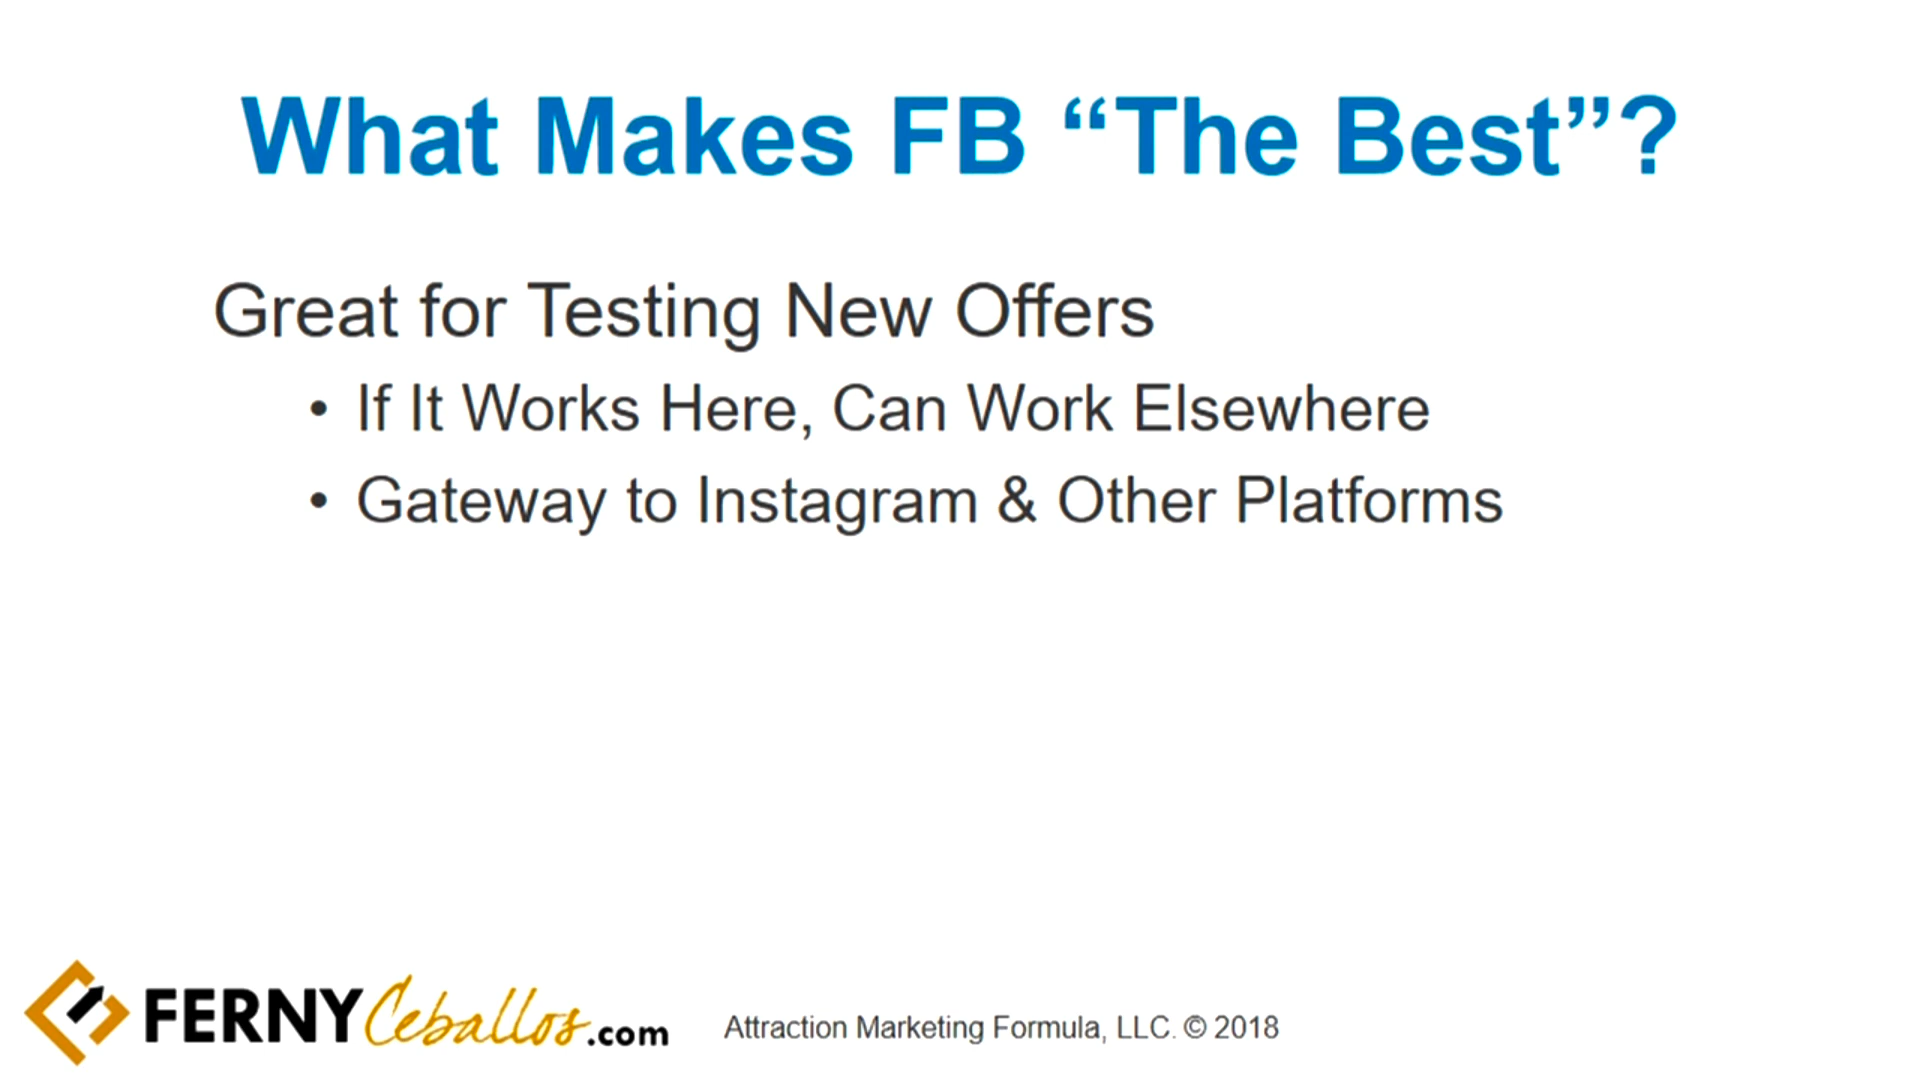 What Makes FB “The Best”?
Great for Testing New Offers
• If It Works Here, Can Work Elsewhere
• Gateway to Instagram & Other Platforms
FERNY Ceballos .com
Attraction Marketing Formula, LLC. © 2018